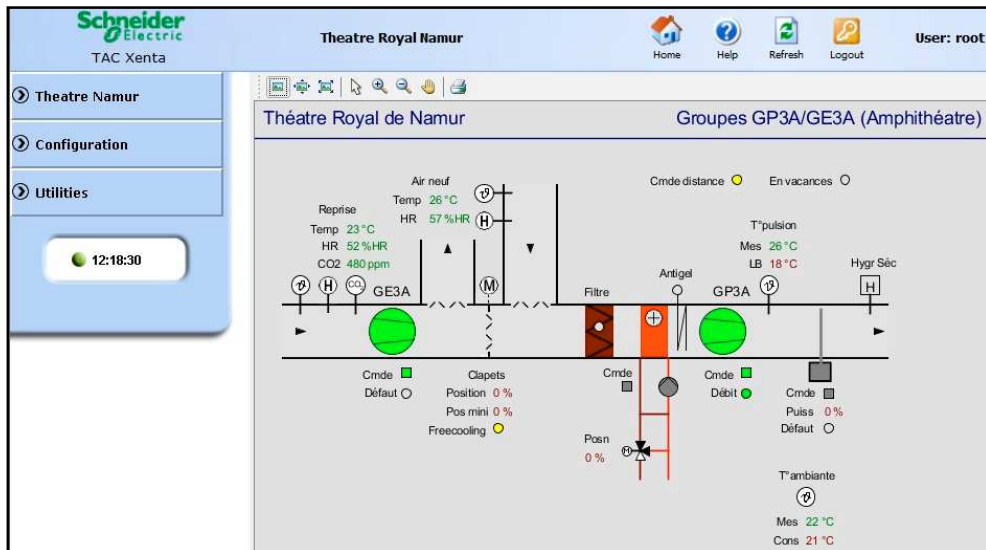 Schneider
Electric
TAC Xenta
Theatre Royal Namur
Home
Help
Refresh
Logout
User: root
Theatre Namur
Configuration
Utilities
12:18:30
Théatre Royal de Namur
Groupes GP3A/GE3A (Amphithéatre)
Air neuf
Temp 26 °C
HR 57 %HR
Cmde distance
En vacances
Reprise
Temp 23 °C
HR 52 %HR
CO2 480 ppm
T°pulsion
Mes 26 °C
LB 18 °C
Hygr Séc
Antigel
H
H
H
CO₂
GE3A
M
Filtre
GP3A
Cmde
Défaut
Clapets
Position 0 %
Pos mini 0 %
Freecooling
Cmde
Cmde
Débit
Cmde
Puiss 0%
Défaut
Posn
0 %
M
T°ambiante
Mes 22 °C
Cons 21 °C